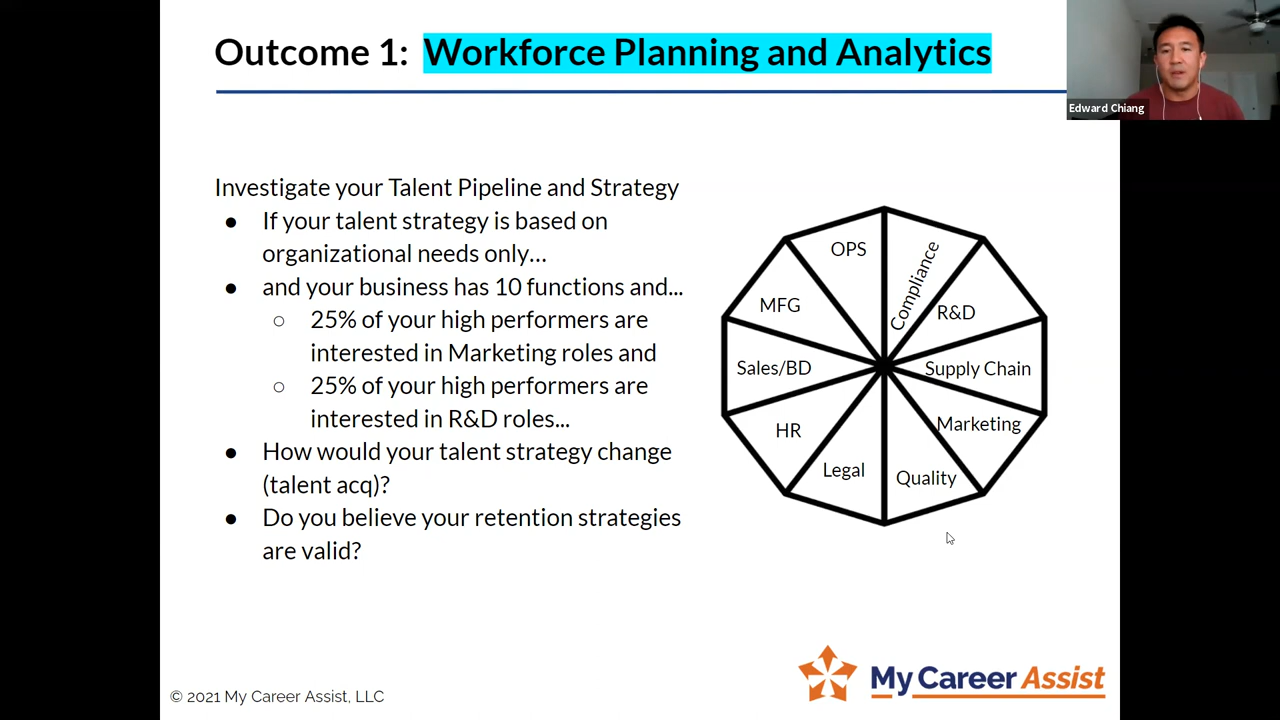 Outcome 1: Workforce Planning and Analytics
Edward Chiang
Investigate your Talent Pipeline and Strategy
● If your talent strategy is based on
organizational needs only...
● and your business has 10 functions and...
○ 25% of your high performers are
interested in Marketing roles and
○ 25% of your high performers are
interested in R&D roles...
● How would your talent strategy change
(talent acq)?
● Do you believe your retention strategies
are valid?
OPS
Compliance
MFG
R&D
Sales/BD
Supply Chain
HR
Marketing
Legal
Quality
© 2021 My Career Assist, LLC
My Career Assist